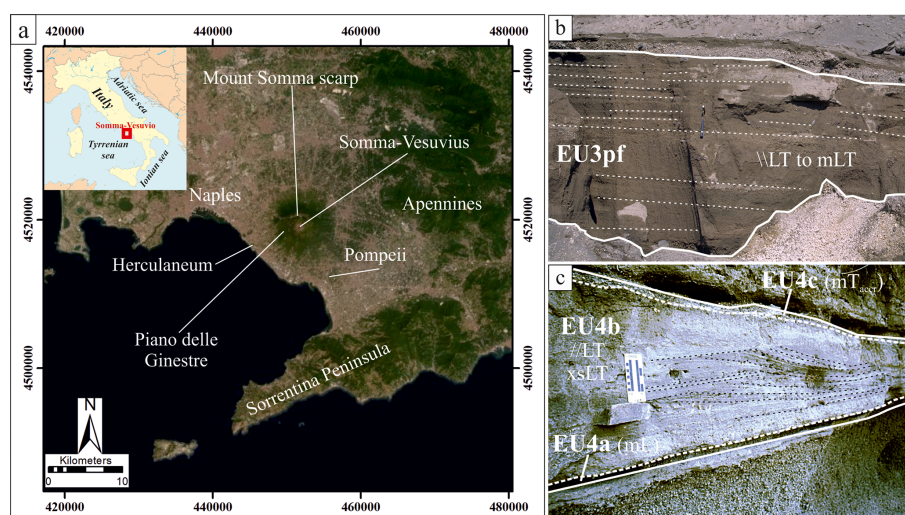 a
420000
440000
460000
480000
4540000
4540000
Mount Somma scarp
Italy
Adriatic sea
Somma-Vesuvio
Tyrrenian
sea
Ionian sea
Somma-Vesuvius
Naples
Apennines
4520000
4520000
Herculaneum
Pompeii
Piano delle
Ginestre
Sorrentina Peninsula
4500000
4500000
N
Kilometers
0
10
420000
440000
460000
480000
b
EU3pf
\\LT to mLT
c
EU4c (mTaccr)
EU4b
//LT
xsLT
EU4a (mL)